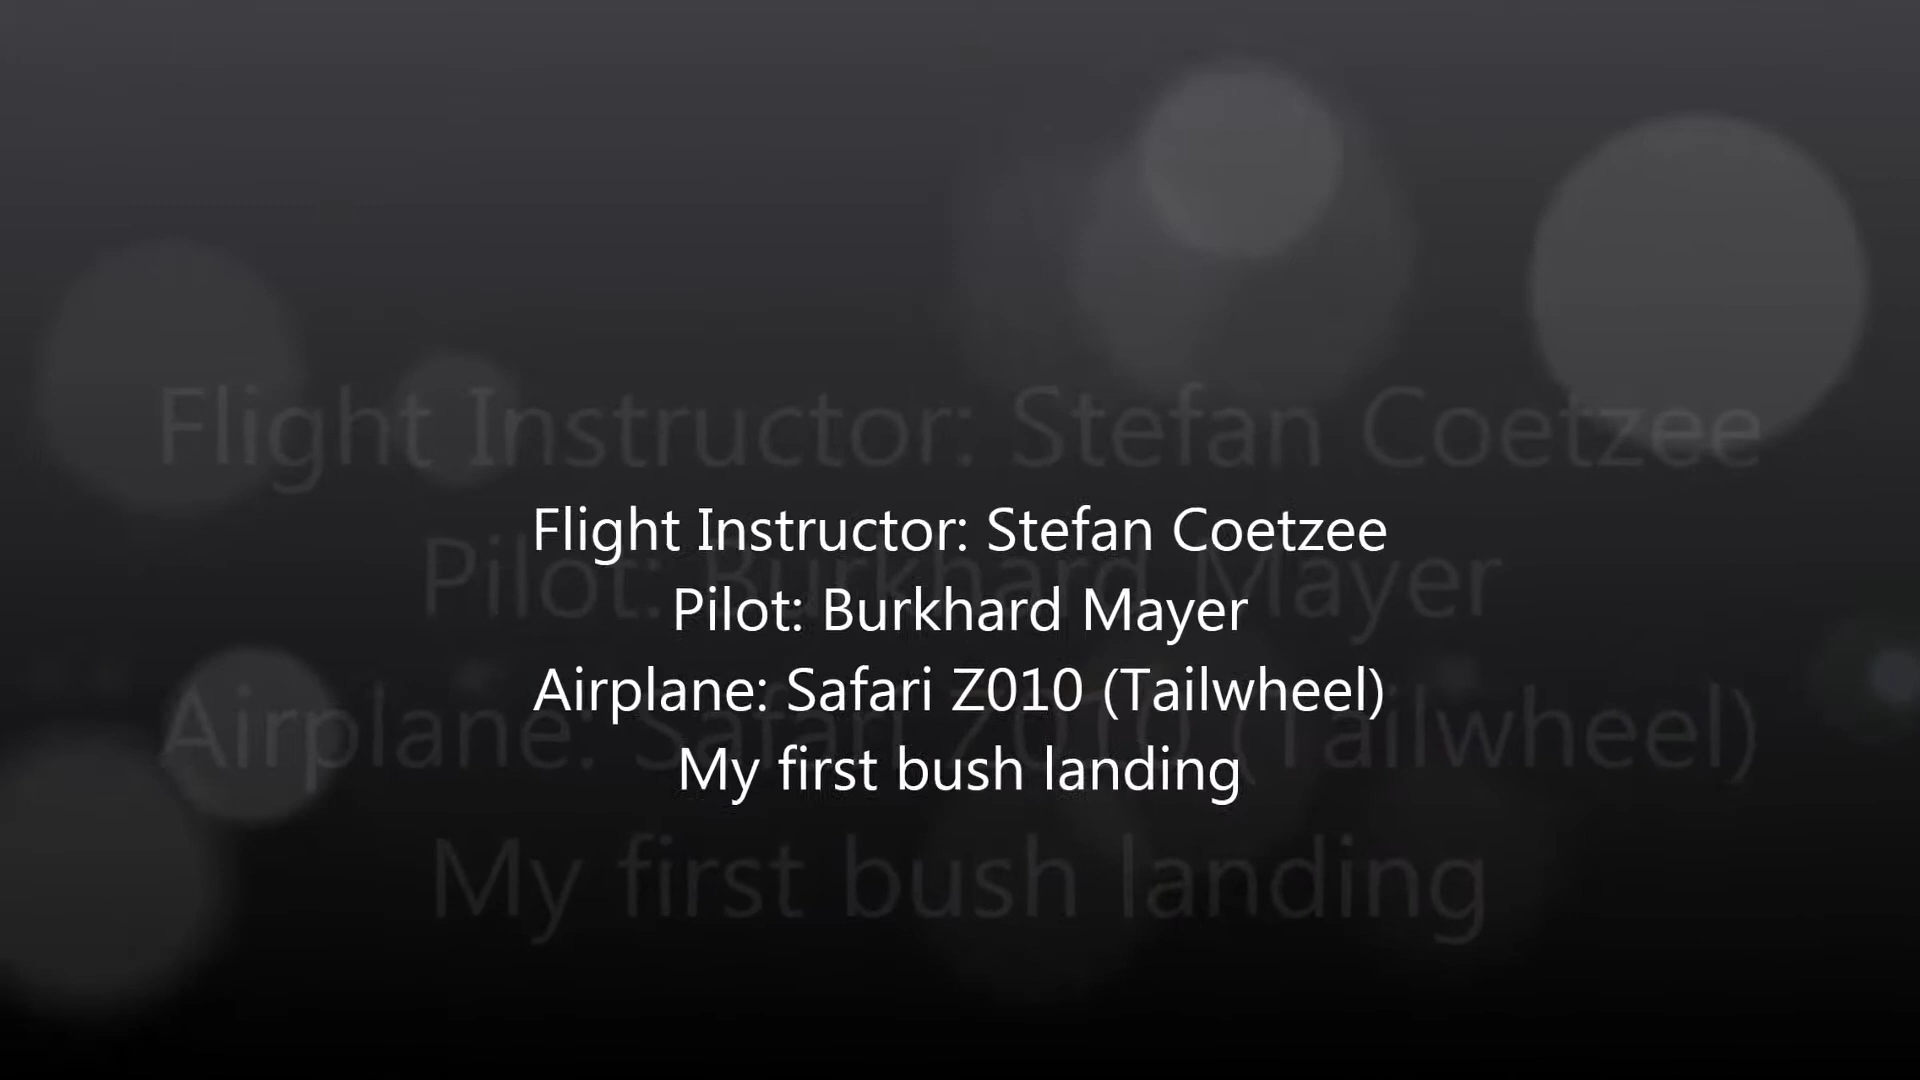 Flight Instructor: Stefan Coetzee
Pilot: Burkhard Mayer
Airplane: Safari Z010 (Tailwheel)
My first bush landing